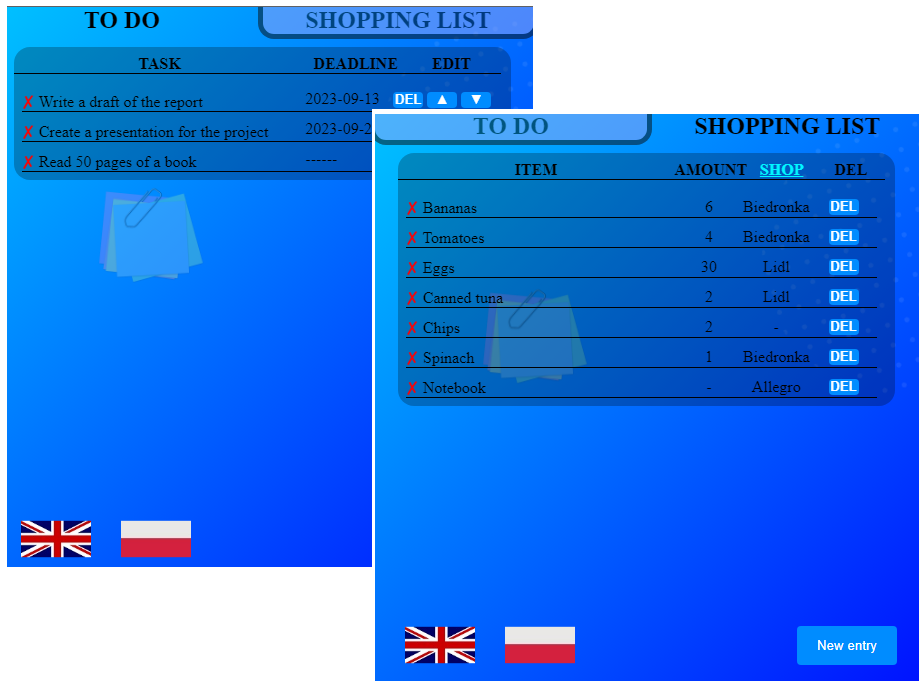 TO DO SHOPPING LIST
TASK DEADLINE EDIT
✗ Write a draft of the report 2023-09-13 DEL ▲ ▼
✗ Create a presentation for the project 2023-09-2
✗ Read 50 pages of a book ------
TO DO SHOPPING LIST
ITEM AMOUNT SHOP DEL
✗ Bananas 6 Biedronka DEL
✗ Tomatoes 4 Biedronka DEL
✗ Eggs 30 Lidl DEL
✗ Canned tuna 2 Lidl DEL
✗ Chips 2 - DEL
✗ Spinach 1 Biedronka DEL
✗ Notebook - Allegro DEL
New entry